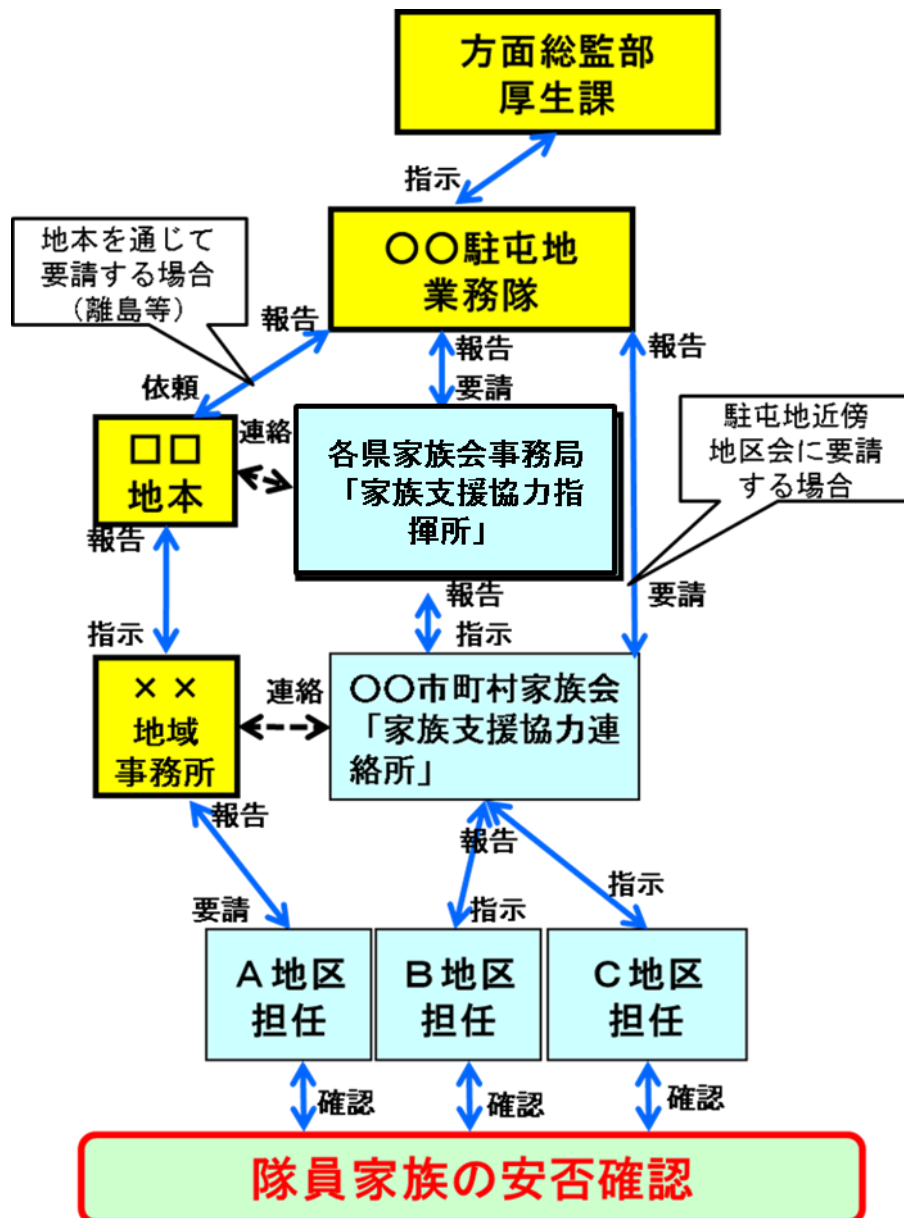 方面総監部
厚生課
指示
地本を通じて
要請する場合
(離島等)
〇〇駐屯地
業務隊
報告
報告
報告
依頼
要請
連絡
□□
地本
各県家族会事務局
「家族支援協力指
揮所」
駐屯地近傍
地区会に要請
する場合
報告
報告
要請
指示
指示
××
地域
事務所
連絡
〇〇市町村家族会
「家族支援協力連
絡所」
報告
報告
指示
要請
指示
A地区
担任
B地区
担任
C地区
担任
確認
確認
確認
隊員家族の安否確認